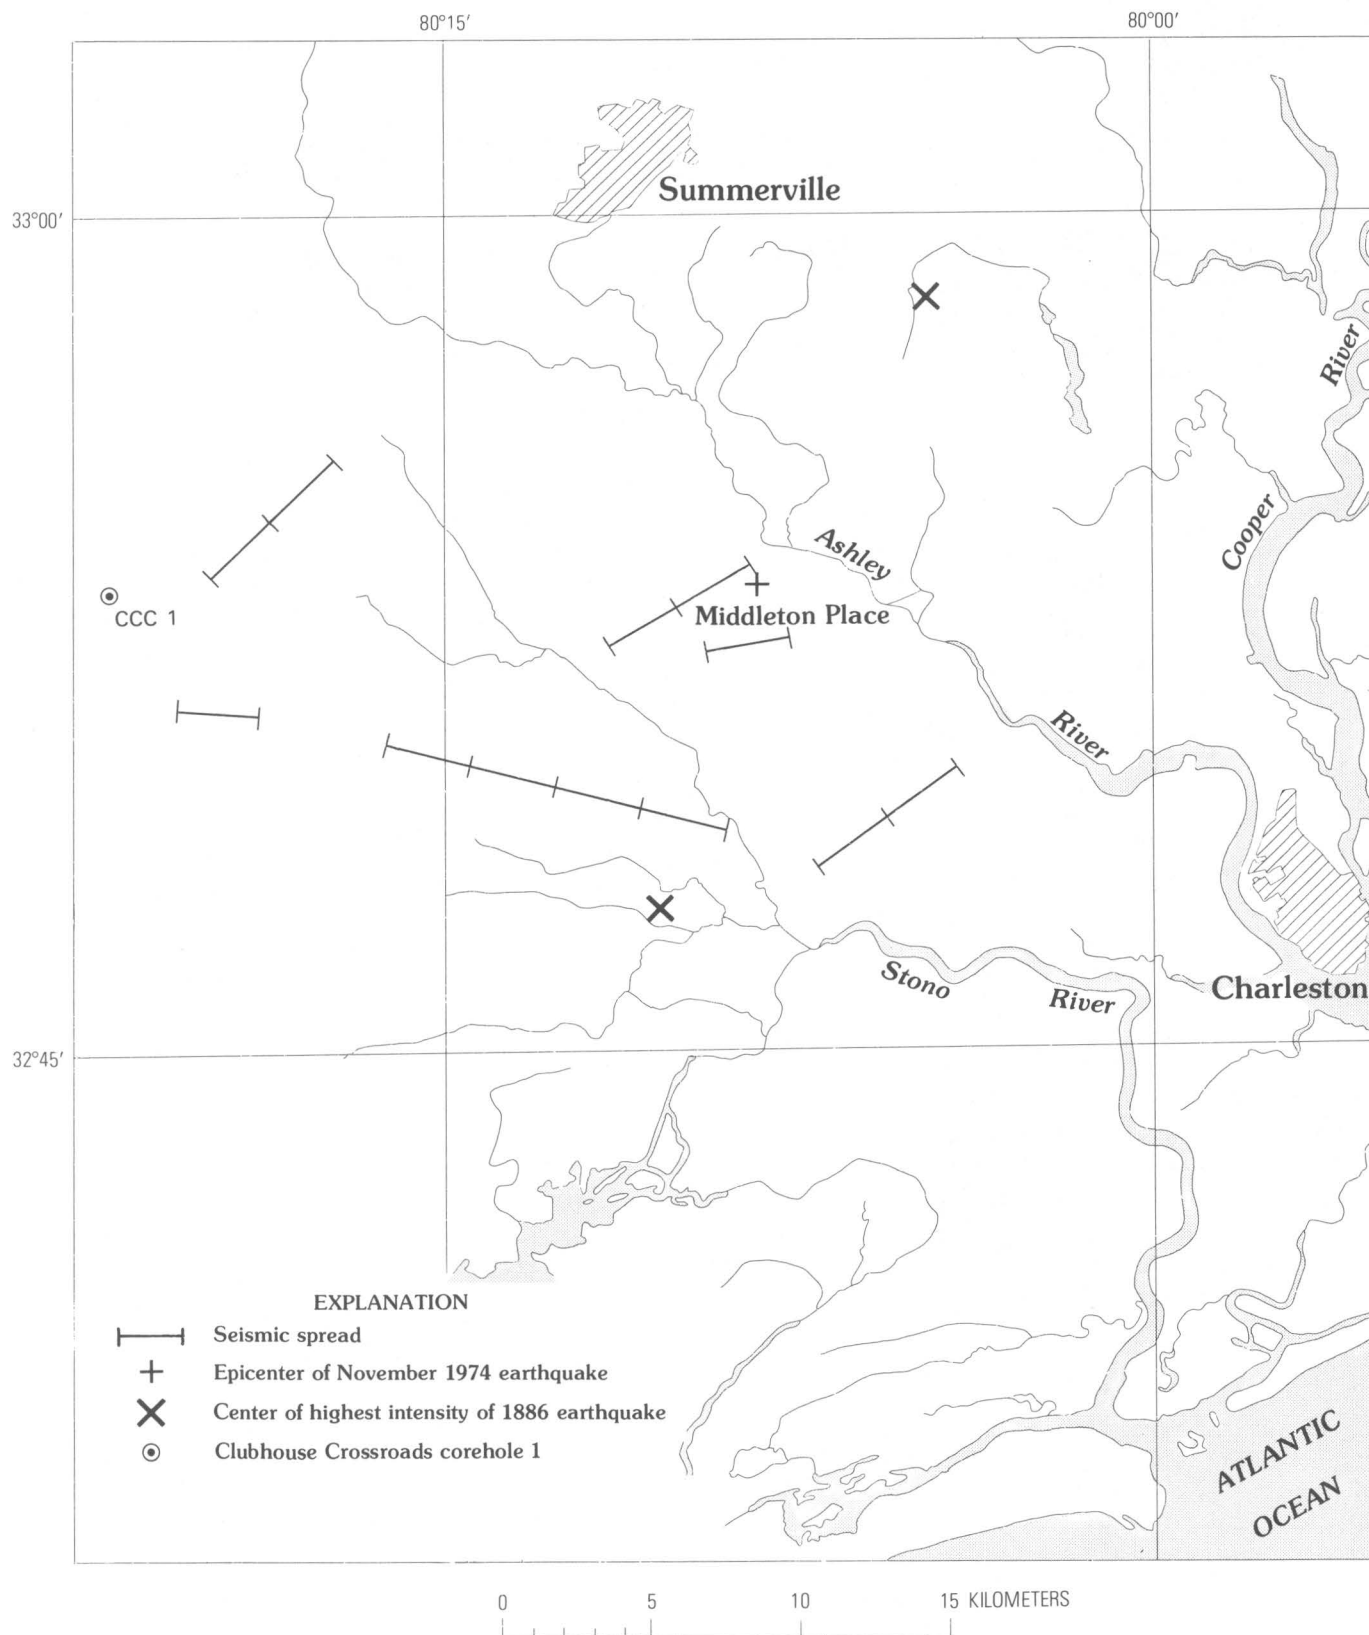 80°15′ 80°00′
33°00′
Summerville
River
Cooper
Ashley
CCC 1
Middleton Place
River
Stono
River
Charleston
32°45′
EXPLANATION
Seismic spread
Epicenter of November 1974 earthquake
Center of highest intensity of 1886 earthquake
Clubhouse Crossroads corehole 1
ATLANTIC
OCEAN
0 5 10 15 KILOMETERS